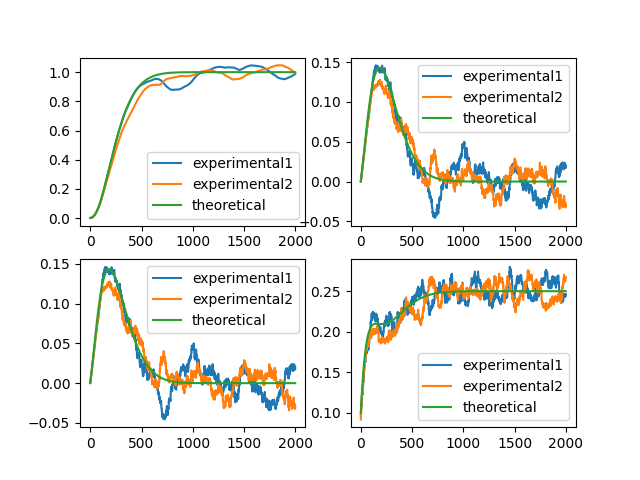 1.0
0.8
0.6
0.4
0.2
0.0
0 500 1000 1500 2000
experimental1
experimental2
theoretical
0.15
0.10
0.05
0.00
−0.05
0 500 1000 1500 2000
experimental1
experimental2
theoretical
0.15
0.10
0.05
0.00
−0.05
0 500 1000 1500 2000
experimental1
experimental2
theoretical
0.25
0.20
0.15
0.10
0 500 1000 1500 2000
experimental1
experimental2
theoretical